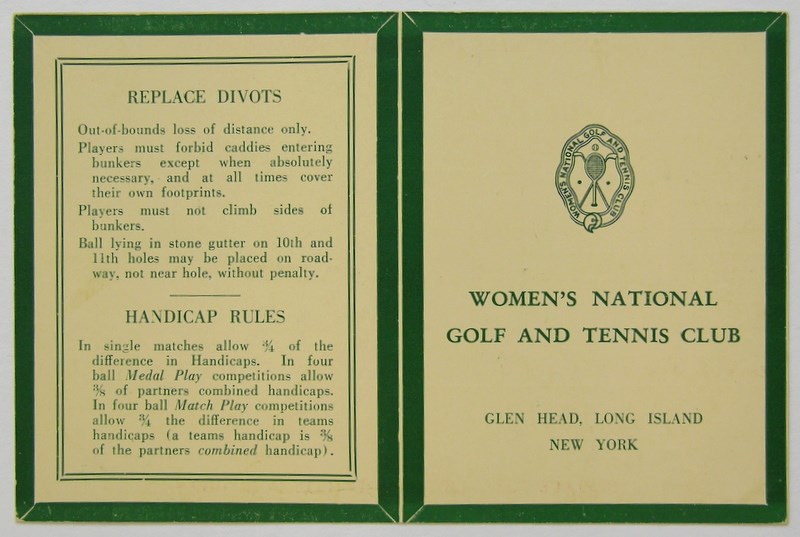 REPLACE DIVOTS
Out-of-bounds loss of distance only.
Players must forbid caddies entering
bunkers except when absolutely
necessary, and at all times cover
their own footprints.
Players must not climb sides of
bunkers.
Ball lying in stone gutter on 10th and
11th holes may be placed on road-
way, not near hole, without penalty.
HANDICAP RULES
In single matches allow ¾ of the
difference in Handicaps. In four
ball Medal Play competitions allow
⅜ of partners combined handicaps.
In four ball Match Play competitions
allow ¾ the difference in teams
handicaps (a teams handicap is ⅜
of the partners combined handicap).
WOMEN'S NATIONAL GOLF AND TENNIS CLUB
WOMEN'S NATIONAL
GOLF AND TENNIS CLUB
GLEN HEAD, LONG ISLAND
NEW YORK